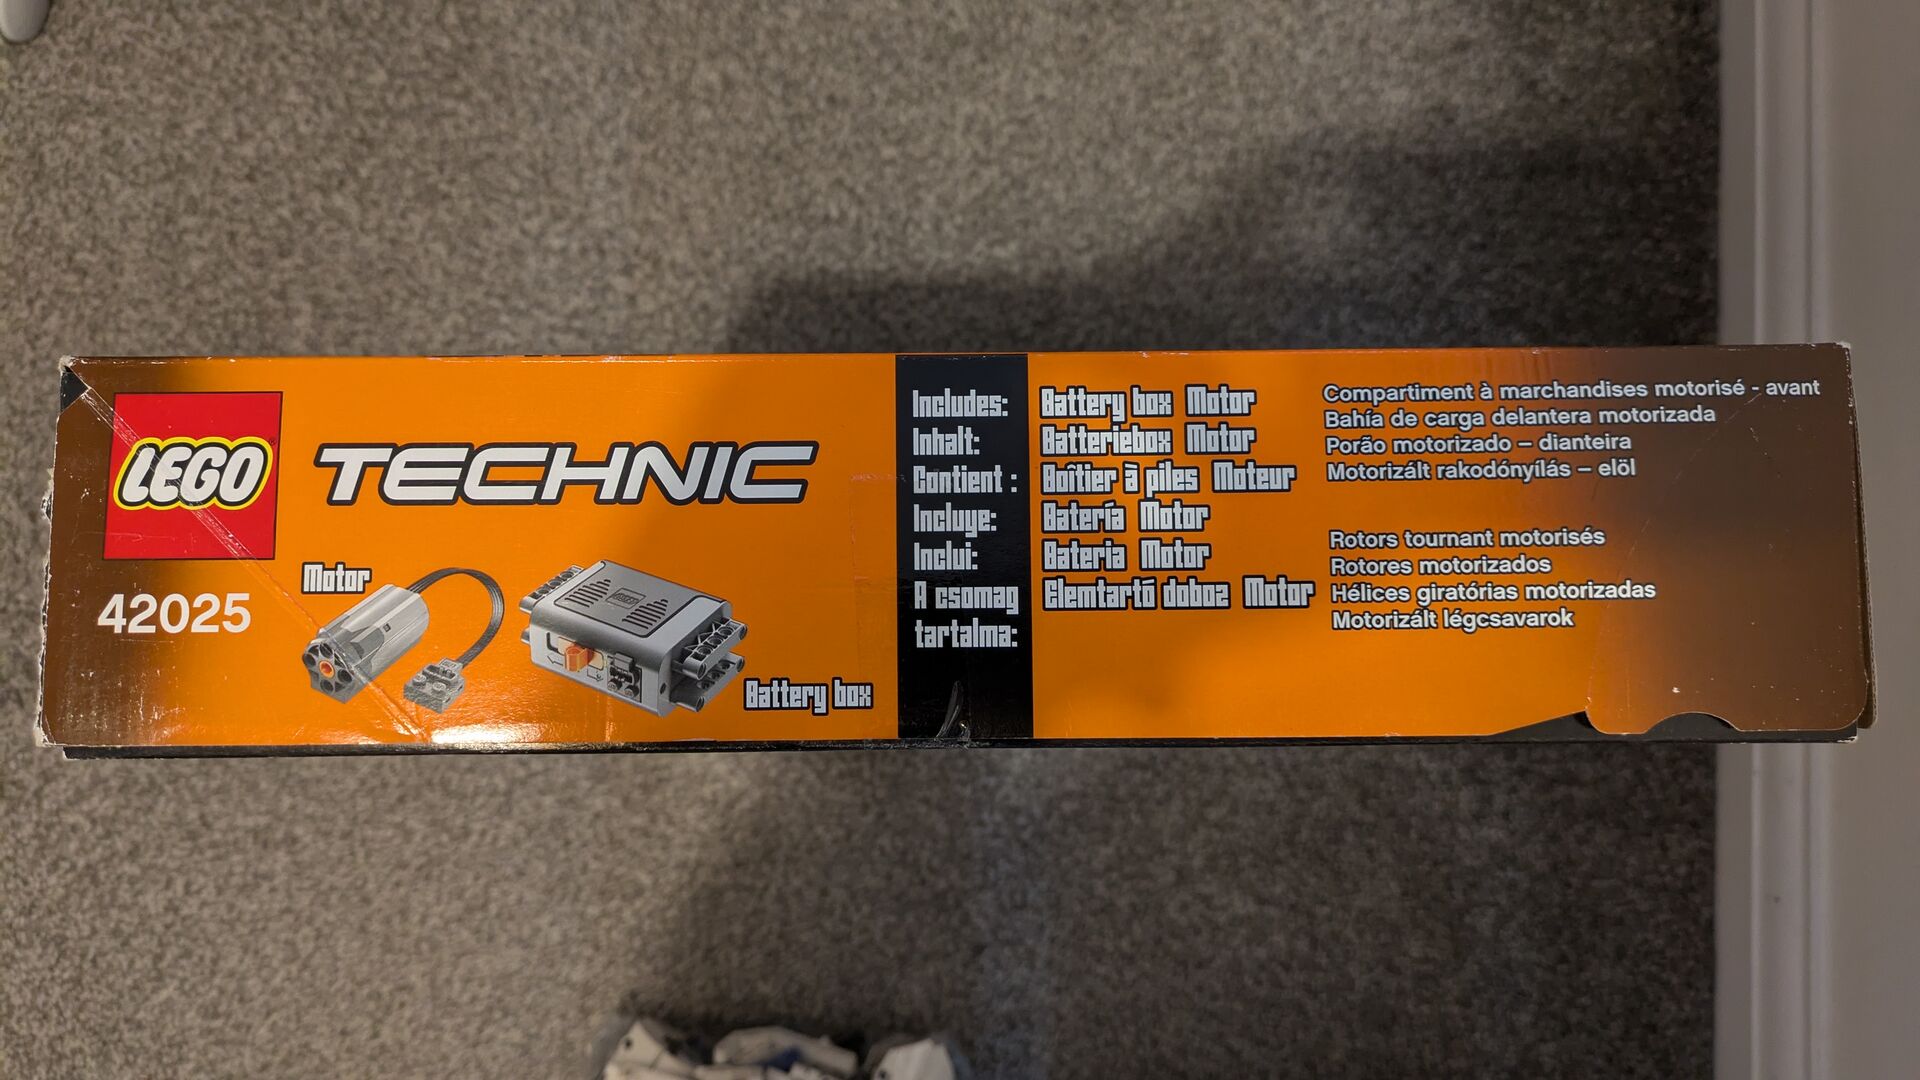 LEGO
TECHNIC
42025
Motor
Battery box
Includes: Battery box Motor
Inhalt: Batteriebox Motor
Contient : Boîtier à piles Moteur
Incluye: Batería Motor
Inclui: Bateria Motor
A csomag tartalma: Elemtartó doboz Motor
Compartiment à marchandises motorisé - avant
Bahía de carga delantera motorizada
Porão motorizado – dianteira
Motorizált rakodónyílás – elöl
Rotors tournant motorisés
Rotores motorizados
Hélices giratórias motorizadas
Motorizált légcsavarok